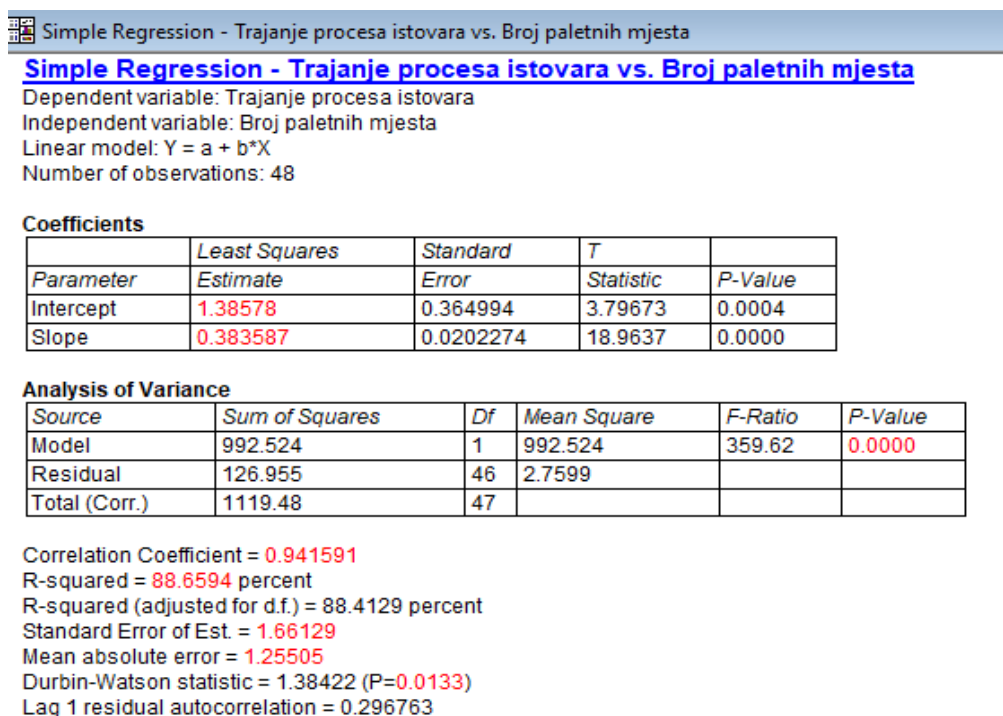 Simple Regression - Trajanje procesa istovara vs. Broj paletnih mjesta
Simple Regression - Trajanje procesa istovara vs. Broj paletnih mjesta
Dependent variable: Trajanje procesa istovara
Independent variable: Broj paletnih mjesta
Linear model: Y = a + b*X
Number of observations: 48
Coefficients
Least Squares Standard T
Parameter Estimate Error Statistic P-Value
Intercept 1.38578 0.364994 3.79673 0.0004
Slope 0.383587 0.0202274 18.9637 0.0000
Analysis of Variance
Source Sum of Squares Df Mean Square F-Ratio P-Value
Model 992.524 1 992.524 359.62 0.0000
Residual 126.955 46 2.7599
Total (Corr.) 1119.48 47
Correlation Coefficient = 0.941591
R-squared = 88.6594 percent
R-squared (adjusted for d.f.) = 88.4129 percent
Standard Error of Est. = 1.66129
Mean absolute error = 1.25505
Durbin-Watson statistic = 1.38422 (P=0.0133)
Lag 1 residual autocorrelation = 0.296763